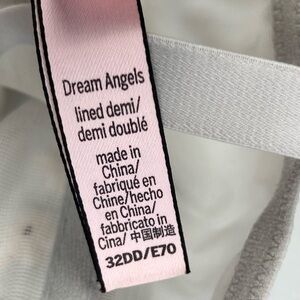 Dream Angels
lined demi/
demi doublé
made in
China/
fabriqué en
Chine/hecho
en China/
fabbricato in
Cina/ 中国制造
32DD/E70